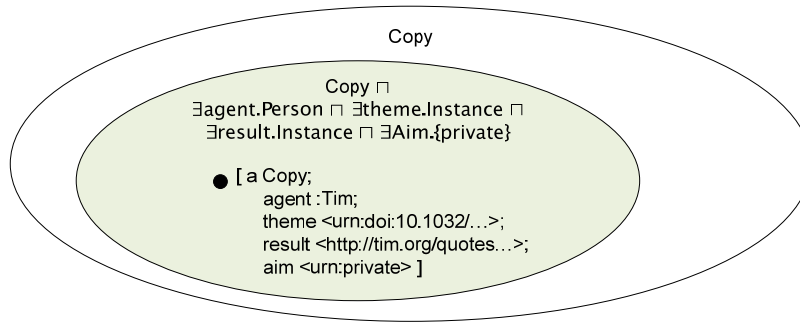 Copy
Copy ⊓
∃agent.Person ⊓ ∃theme.Instance ⊓
∃result.Instance ⊓ ∃Aim.{private}
[ a Copy;
agent :Tim;
theme <urn:doi:10.1032/…>;
result <http://tim.org/quotes…>;
aim <urn:private> ]